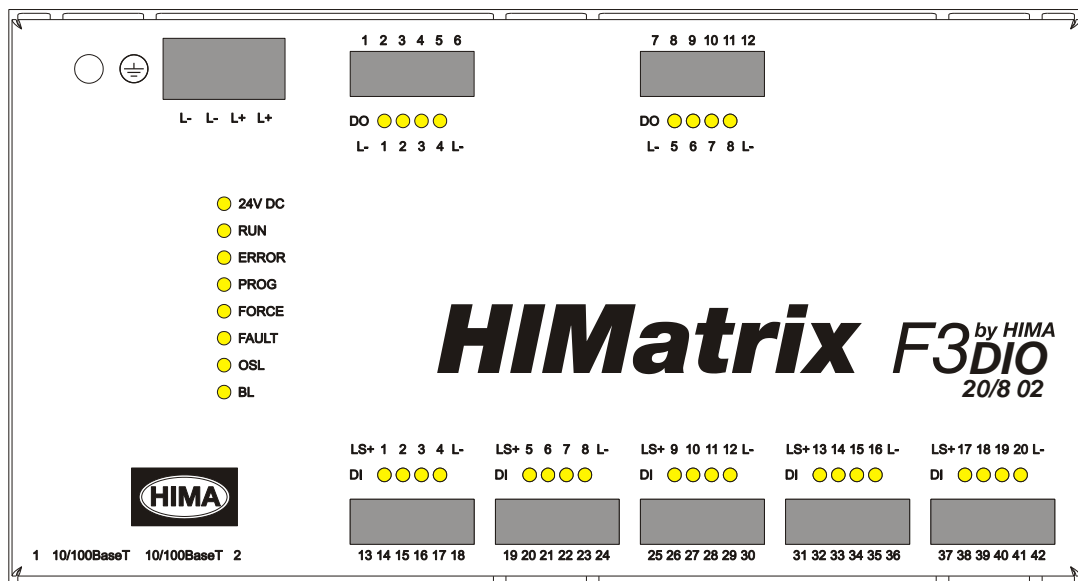 1 2 3 4 5 6
7 8 9 10 11 12
L- L- L+ L+
DO
DO
L- 1 2 3 4 L-
L- 5 6 7 8 L-
24V DC
RUN
ERROR
PROG
FORCE
FAULT
OSL
BL
HIMatrix F3 by HIMA
DIO
20/8 02
LS+ 1 2 3 4 L-
LS+ 5 6 7 8 L-
LS+ 9 10 11 12 L-
LS+ 13 14 15 16 L-
LS+ 17 18 19 20 L-
DI
DI
DI
DI
DI
HIMA
1 10/100BaseT 10/100BaseT 2
13 14 15 16 17 18
19 20 21 22 23 24
25 26 27 28 29 30
31 32 33 34 35 36
37 38 39 40 41 42